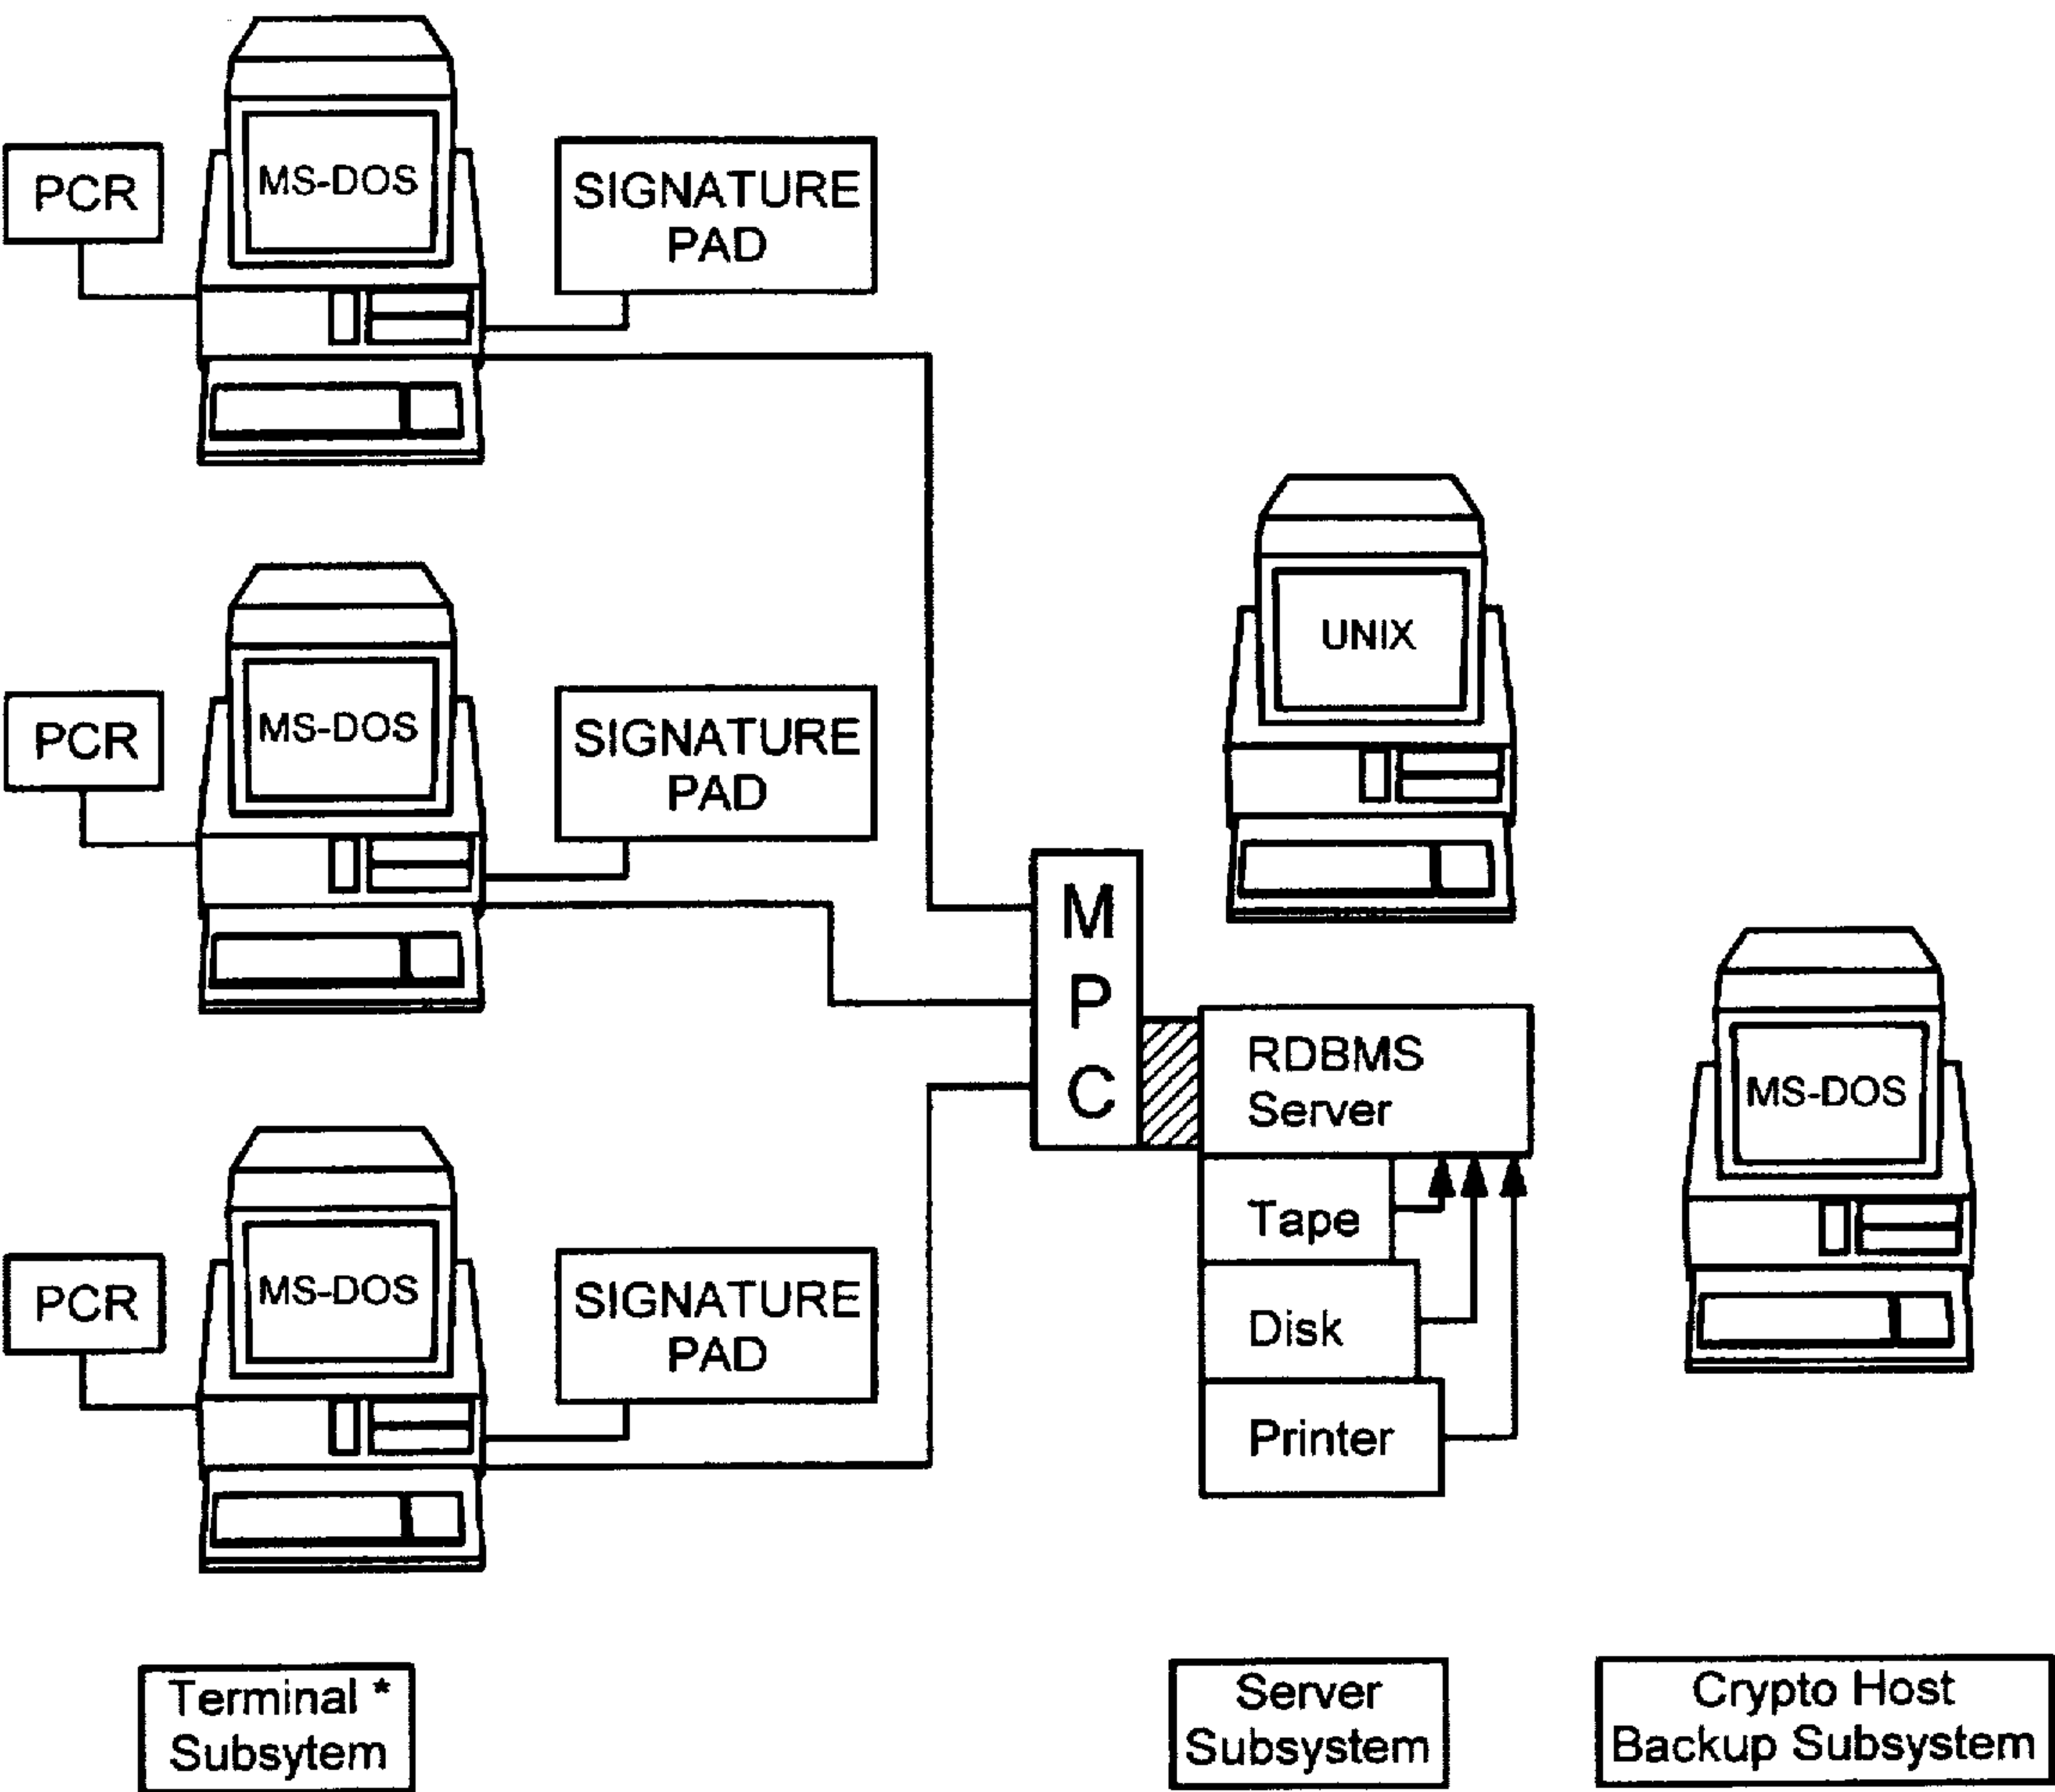 PCR
MS-DOS
SIGNATURE
PAD
PCR
MS-DOS
SIGNATURE
PAD
PCR
MS-DOS
SIGNATURE
PAD
M
P
C
UNIX
RDBMS
Server
Tape
Disk
Printer
MS-DOS
Terminal *
Subsytem
Server
Subsystem
Crypto Host
Backup Subsystem